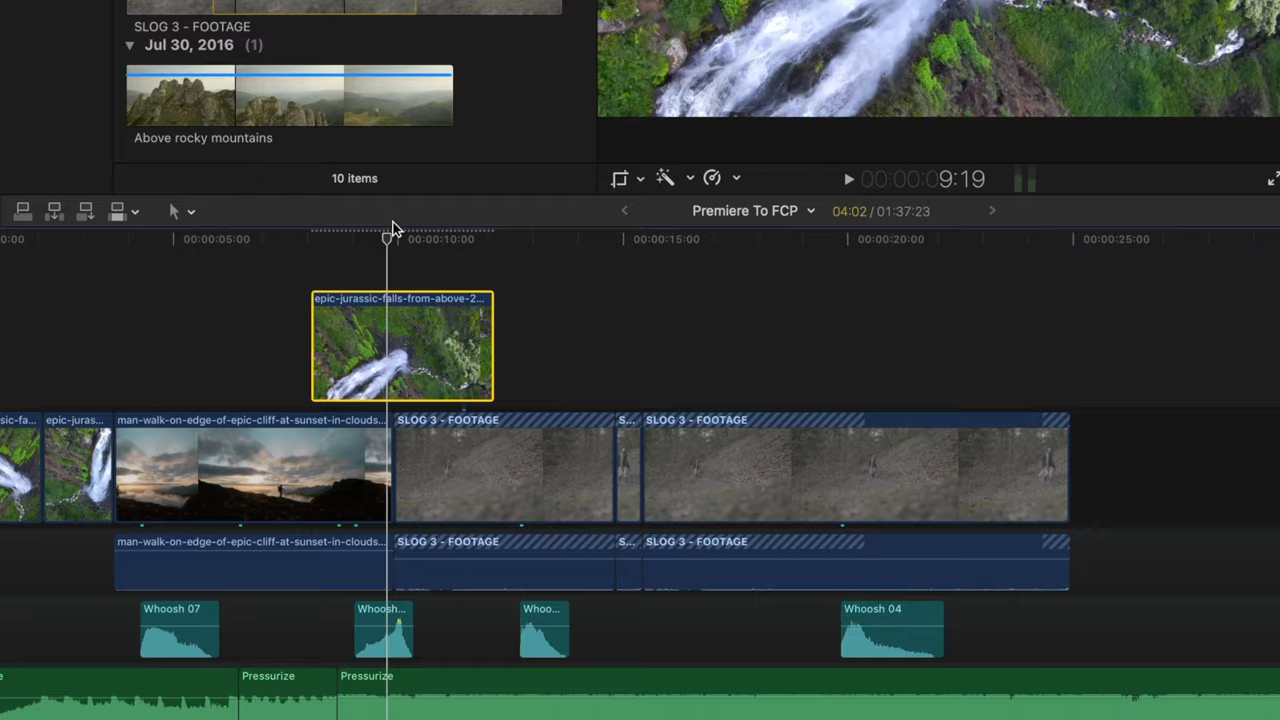 SLOG 3 - FOOTAGE
Jul 30, 2016 (1)
Above rocky mountains
10 items
00:00:09:19
Premiere To FCP
04:02 / 01:37:23
0:00
00:00:05:00
00:00:10:00
00:00:15:00
00:00:20:00
00:00:25:00
epic-jurassic-falls-from-above-2...
sic-fa...
epic-juras...
man-walk-on-edge-of-epic-cliff-at-sunset-in-clouds...
SLOG 3 - FOOTAGE
S...
SLOG 3 - FOOTAGE
man-walk-on-edge-of-epic-cliff-at-sunset-in-clouds...
SLOG 3 - FOOTAGE
S...
SLOG 3 - FOOTAGE
Whoosh 07
Whoosh...
Whoo...
Whoosh 04
e
Pressurize
Pressurize